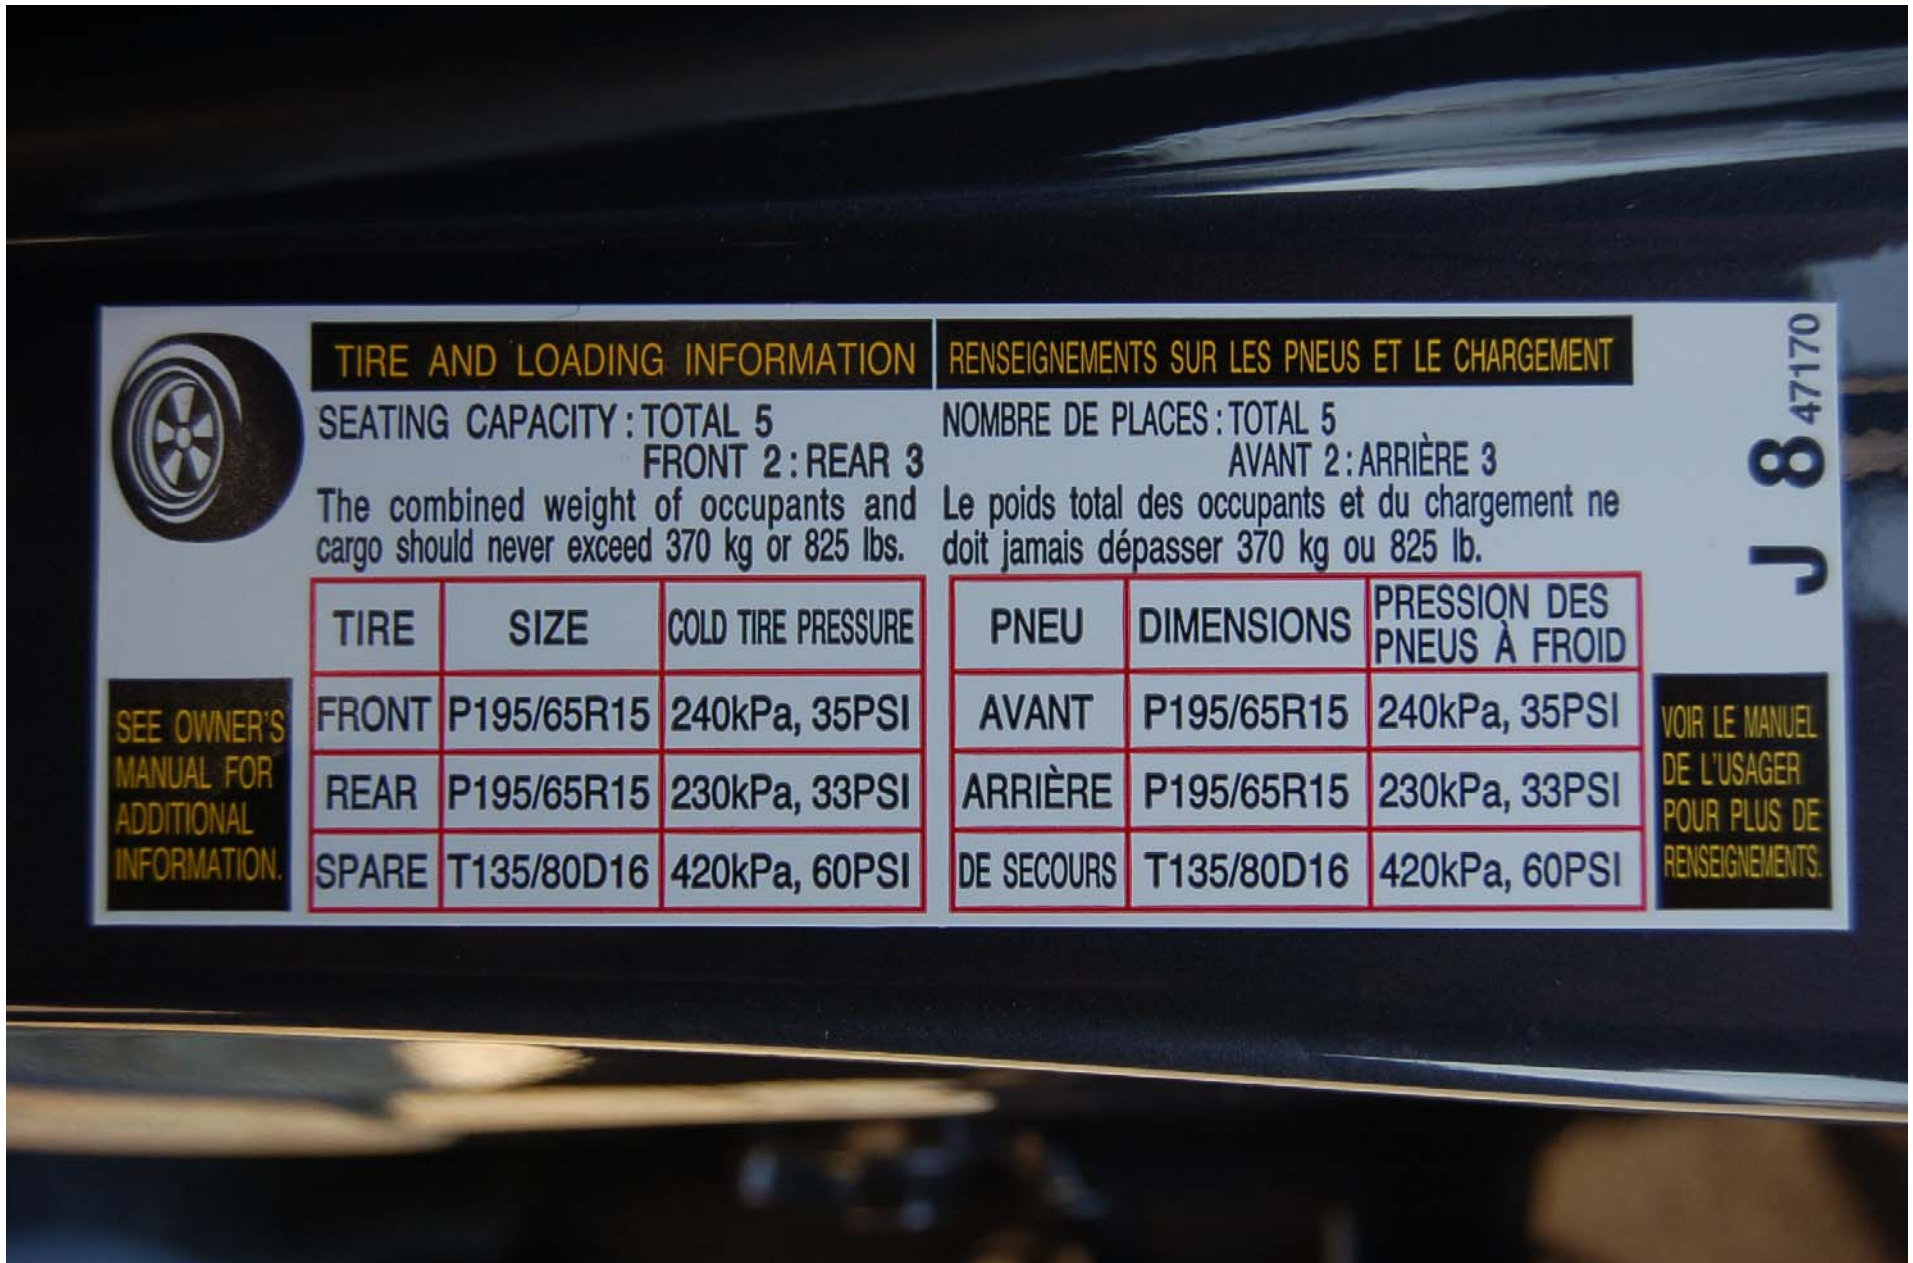 TIRE AND LOADING INFORMATION
SEATING CAPACITY : TOTAL 5
FRONT 2 : REAR 3
The combined weight of occupants and
cargo should never exceed 370 kg or 825 lbs.
TIRE SIZE COLD TIRE PRESSURE
FRONT P195/65R15 240kPa, 35PSI
REAR P195/65R15 230kPa, 33PSI
SPARE T135/80D16 420kPa, 60PSI
SEE OWNER'S
MANUAL FOR
ADDITIONAL
INFORMATION.
RENSEIGNEMENTS SUR LES PNEUS ET LE CHARGEMENT
NOMBRE DE PLACES : TOTAL 5
AVANT 2 : ARRIÈRE 3
Le poids total des occupants et du chargement ne
doit jamais dépasser 370 kg ou 825 lb.
PNEU DIMENSIONS PRESSION DES
PNEUS À FROID
AVANT P195/65R15 240kPa, 35PSI
ARRIÈRE P195/65R15 230kPa, 33PSI
DE SECOURS T135/80D16 420kPa, 60PSI
VOIR LE MANUEL
DE L'USAGER
POUR PLUS DE
RENSEIGNEMENTS.
J 8 47170